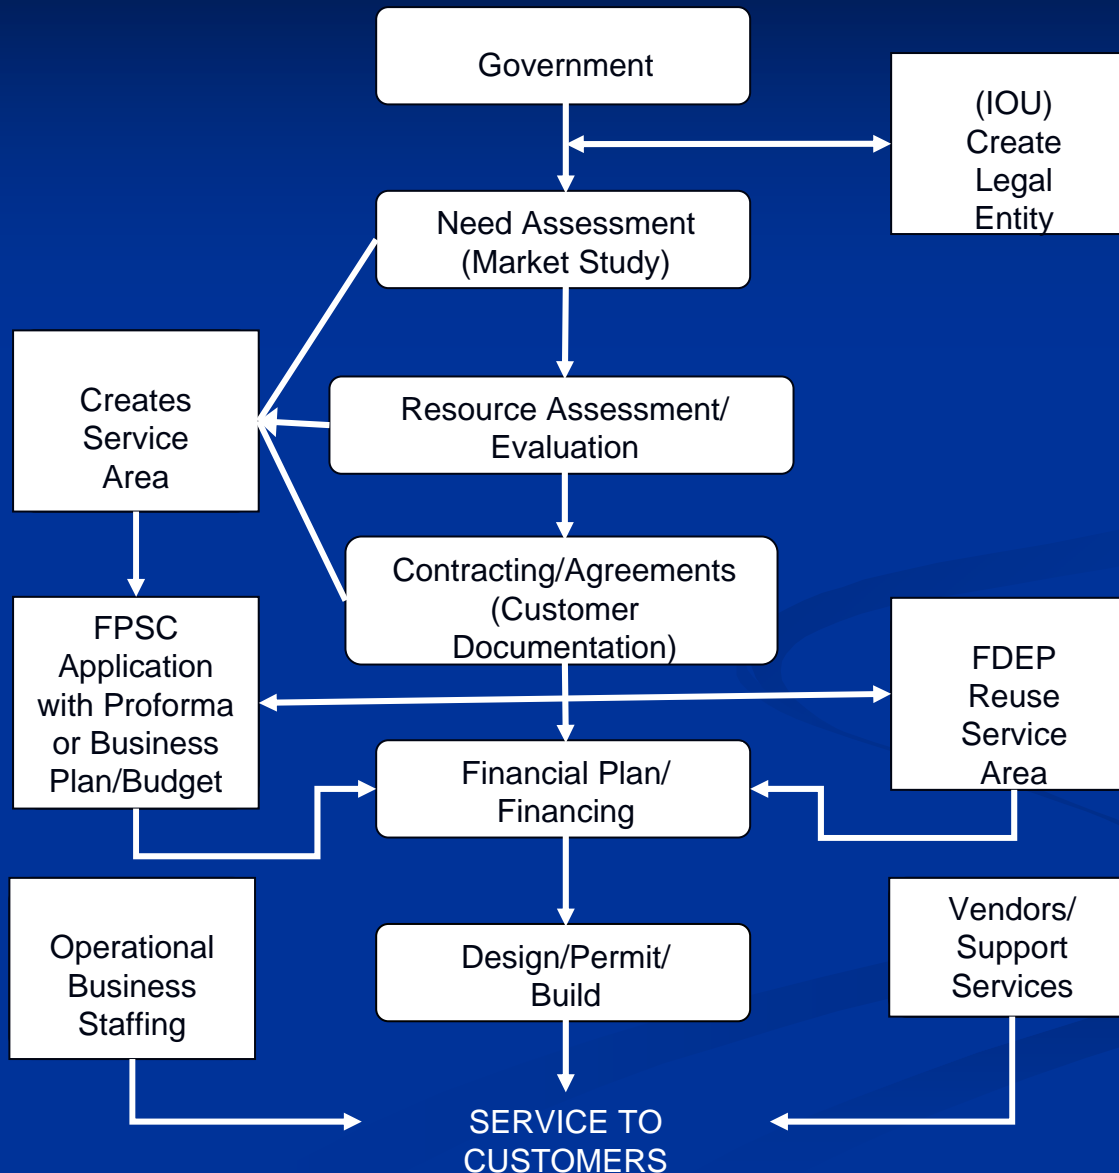 Government
(IOU)
Create
Legal
Entity
Need Assessment
(Market Study)
Creates
Service
Area
Resource Assessment/
Evaluation
Contracting/Agreements
(Customer
Documentation)
FPSC
Application
with Proforma
or Business
Plan/Budget
FDEP
Reuse
Service
Area
Financial Plan/
Financing
Operational
Business
Staffing
Design/Permit/
Build
Vendors/
Support
Services
SERVICE TO
CUSTOMERS